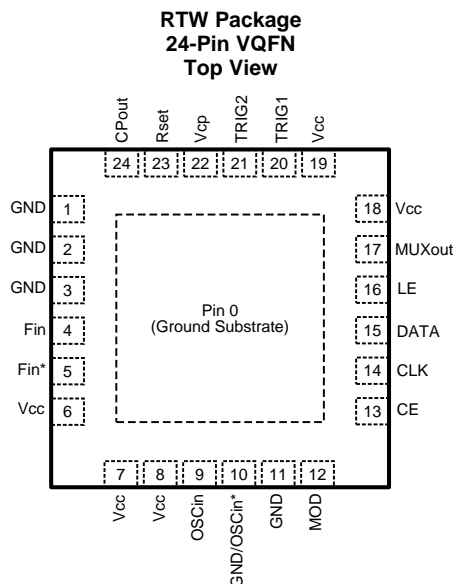 RTW Package
24-Pin VQFN
Top View
CPout
Rset
Vcp
TRIG2
TRIG1
Vcc
24 23 22 21 20 19
GND 1
GND 2
GND 3
Fin 4
Fin* 5
Vcc 6
Pin 0
(Ground Substrate)
18 Vcc
17 MUXout
16 LE
15 DATA
14 CLK
13 CE
7 8 9 10 11 12
Vcc
Vcc
OSCin
GND/OSCin*
GND
MOD